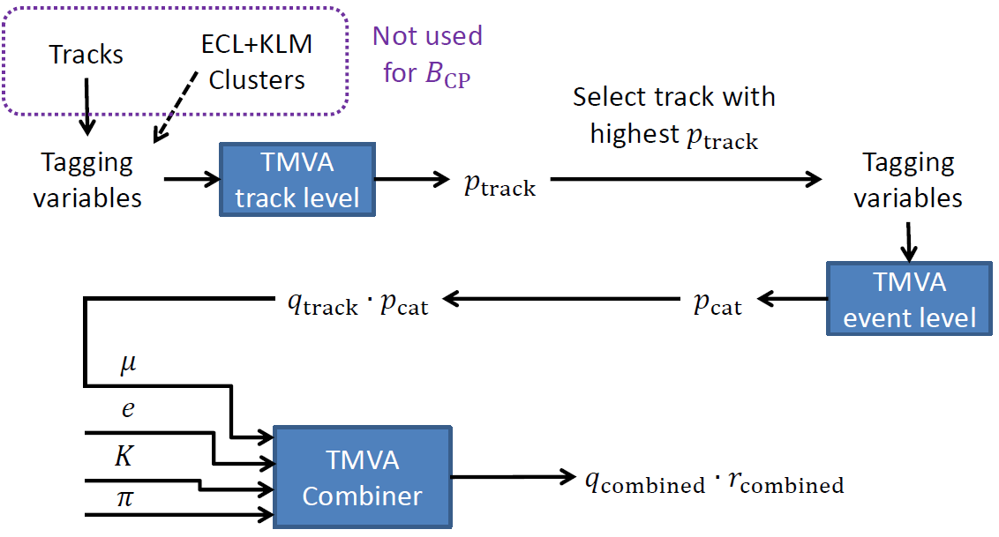 Tracks
ECL+KLM
Clusters
Not used
for B_CP
Select track with
highest p_track
Tagging
variables
TMVA
track level
p_track
Tagging
variables
TMVA
event level
p_cat
q_track · p_cat
μ
e
K
π
TMVA
Combiner
q_combined · r_combined